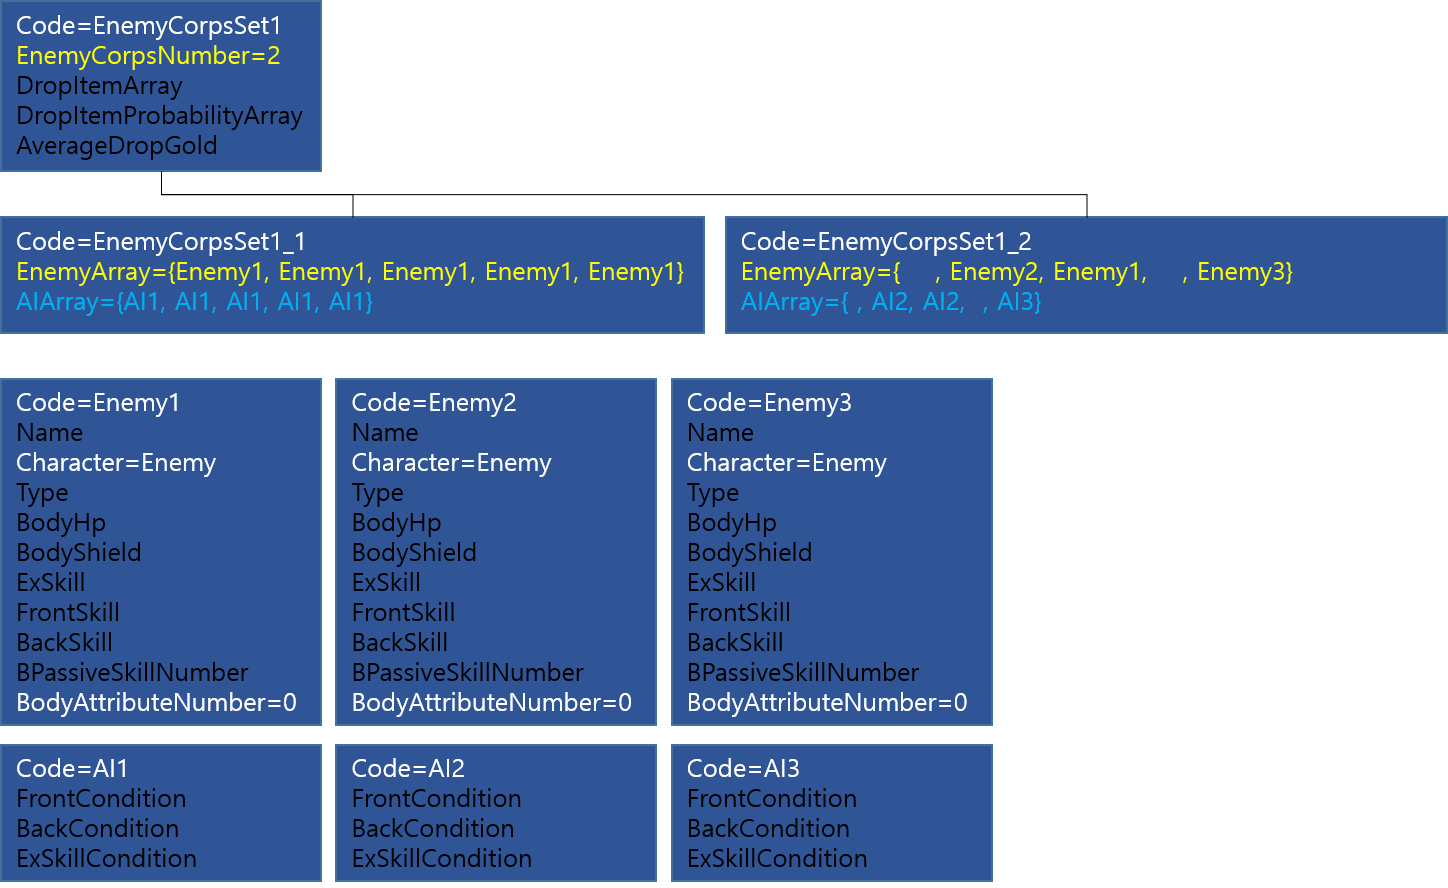 Code=EnemyCorpsSet1
EnemyCorpsNumber=2
DropItemArray
DropItemProbabilityArray
AverageDropGold
Code=EnemyCorpsSet1_1
EnemyArray={Enemy1, Enemy1, Enemy1, Enemy1, Enemy1}
AIArray={AI1, AI1, AI1, AI1, AI1}
Code=EnemyCorpsSet1_2
EnemyArray={    , Enemy2, Enemy1,    , Enemy3}
AIArray={ , AI2, AI2,  , AI3}
Code=Enemy1
Name
Character=Enemy
Type
BodyHp
BodyShield
ExSkill
FrontSkill
BackSkill
BPassiveSkillNumber
BodyAttributeNumber=0
Code=Enemy2
Name
Character=Enemy
Type
BodyHp
BodyShield
ExSkill
FrontSkill
BackSkill
BPassiveSkillNumber
BodyAttributeNumber=0
Code=Enemy3
Name
Character=Enemy
Type
BodyHp
BodyShield
ExSkill
FrontSkill
BackSkill
BPassiveSkillNumber
BodyAttributeNumber=0
Code=AI1
FrontCondition
BackCondition
ExSkillCondition
Code=AI2
FrontCondition
BackCondition
ExSkillCondition
Code=AI3
FrontCondition
BackCondition
ExSkillCondition